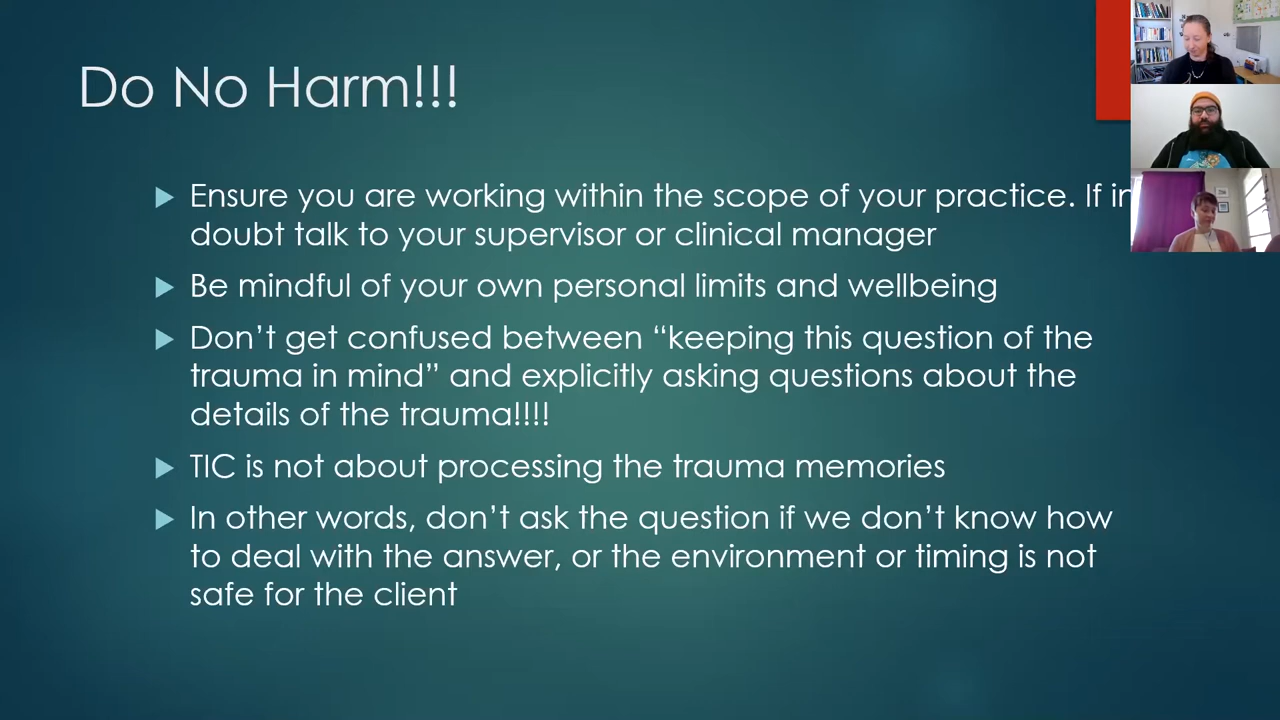 Do No Harm!!!
Ensure you are working within the scope of your practice. If in
doubt talk to your supervisor or clinical manager
Be mindful of your own personal limits and wellbeing
Don’t get confused between “keeping this question of the
trauma in mind” and explicitly asking questions about the
details of the trauma!!!!
TIC is not about processing the trauma memories
In other words, don’t ask the question if we don’t know how
to deal with the answer, or the environment or timing is not
safe for the client